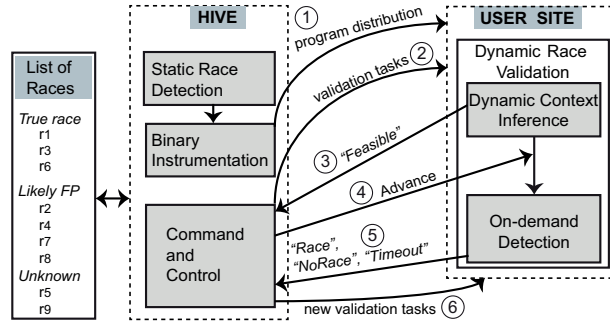 List of
Races
True race
r1
r3
r6
Likely FP
r2
r4
r7
r8
Unknown
r5
r9
HIVE
Static Race
Detection
Binary
Instrumentation
Command
and
Control
1
program distribution
validation tasks 2
3 "Feasible"
4 Advance
5
"Race",
"NoRace", "Timeout"
new validation tasks 6
USER SITE
Dynamic Race
Validation
Dynamic Context
Inference
On-demand
Detection